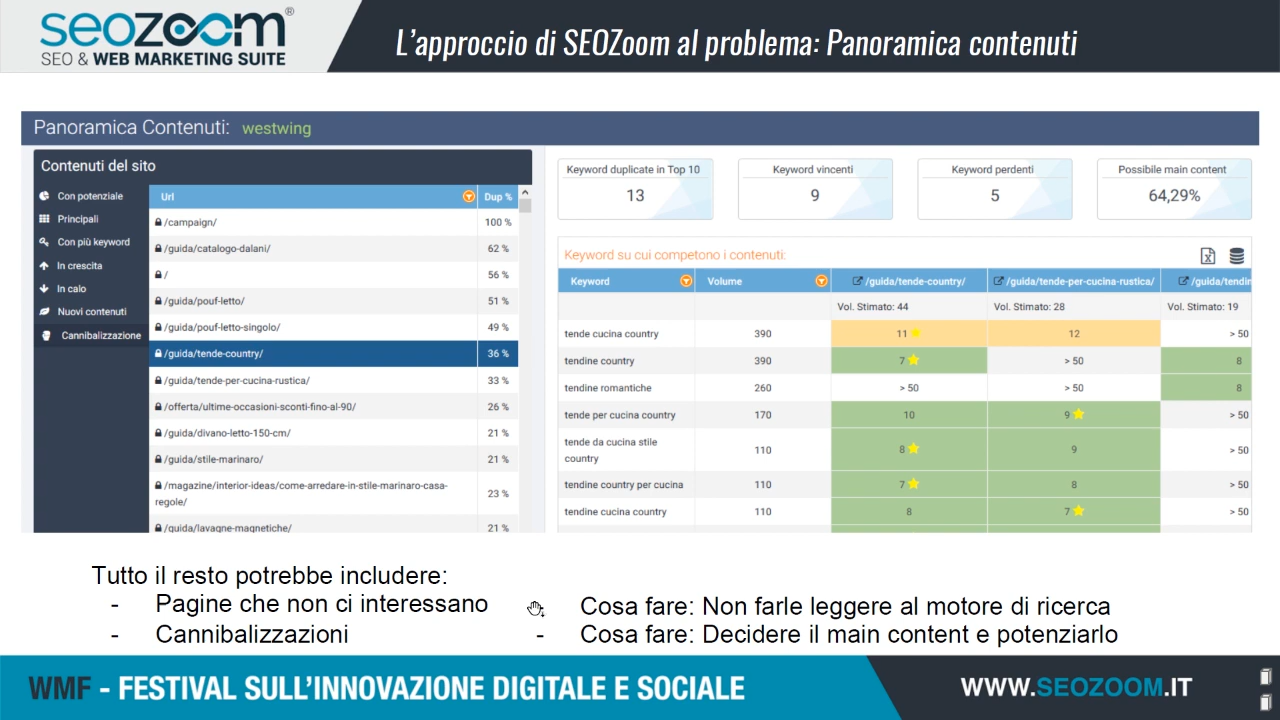 seozoom®
SEO & WEB MARKETING SUITE
L'approccio di SEOZoom al problema: Panoramica contenuti
Panoramica Contenuti: westwing
Contenuti del sito
Con potenziale
Principali
Con più keyword
In crescita
In calo
Nuovi contenuti
Cannibalizzazione
Url Dup %
/campaign/ 100 %
/guida/catalogo-dalani/ 62 %
/ 56 %
/guida/pouf-letto/ 51 %
/guida/pouf-letto-singolo/ 49 %
/guida/tende-country/ 36 %
/guida/tende-per-cucina-rustica/ 33 %
/offerta/ultime-occasioni-sconti-fino-al-90/ 26 %
/guida/divano-letto-150-cm/ 21 %
/guida/stile-marinaro/ 21 %
/magazine/interior-ideas/come-arredare-in-stile-marinaro-casa-
regole/ 23 %
/guida/lavagne-magnetiche/ 21 %
Keyword duplicate in Top 10
13
Keyword vincenti
9
Keyword perdenti
5
Possibile main content
64,29%
Keyword su cui competono i contenuti:
Keyword Volume /guida/tende-country/ /guida/tende-per-cucina-rustica/ /guida/tendin
Vol. Stimato: 44 Vol. Stimato: 28 Vol. Stimato: 19
tende cucina country 390 11 12 > 50
tendine country 390 7 > 50 8
tendine romantiche 260 > 50 > 50 8
tende per cucina country 170 10 9 > 50
tende da cucina stile
country 110 8 9 > 50
tendine country per cucina 110 7 8 > 50
tendine cucina country 110 8 7 > 50
Tutto il resto potrebbe includere:
- Pagine che non ci interessano
Cosa fare: Non farle leggere al motore di ricerca
- Cannibalizzazioni
- Cosa fare: Decidere il main content e potenziarlo
WMF - FESTIVAL SULL'INNOVAZIONE DIGITALE E SOCIALE
WWW.SEOZOOM.IT